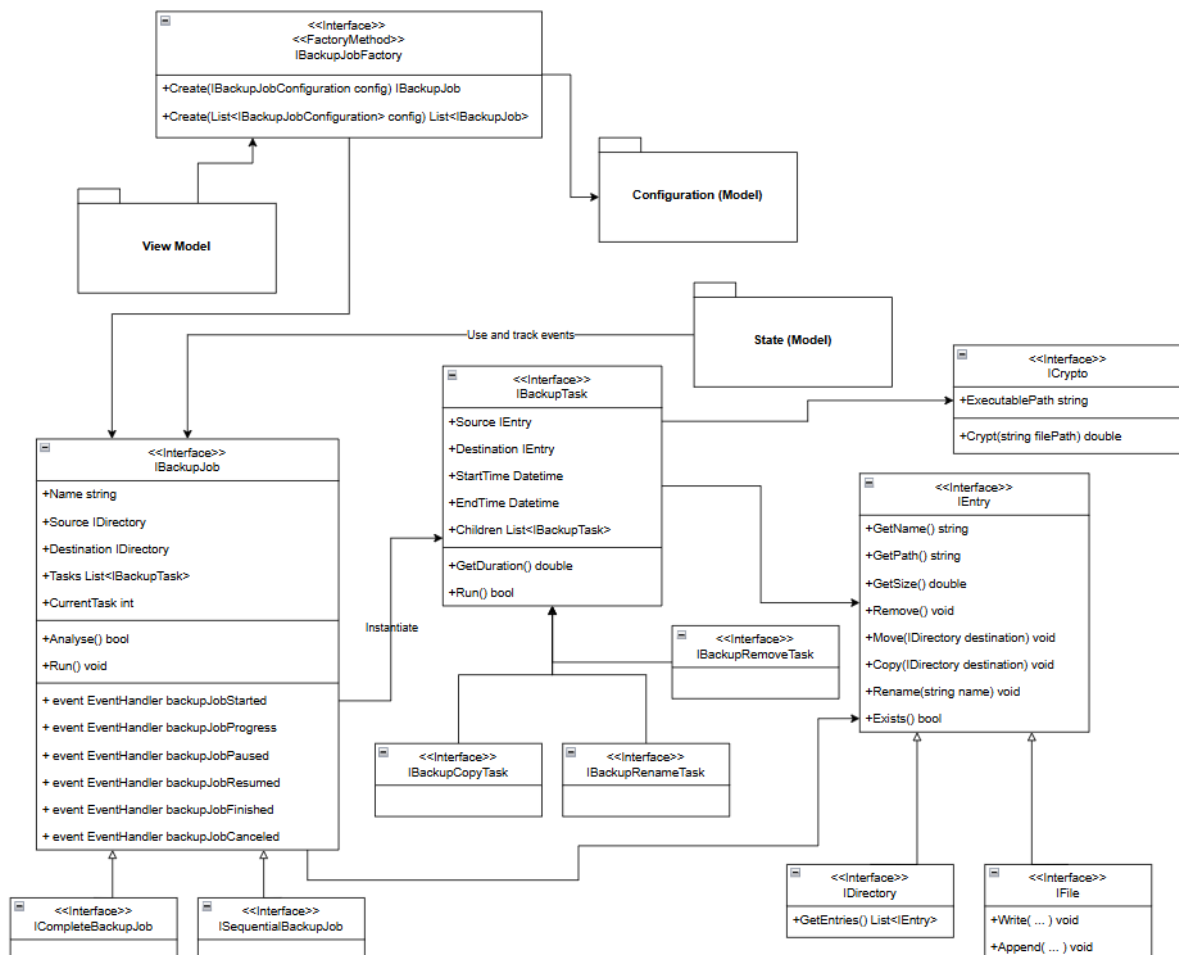 <<Interface>>
<<FactoryMethod>>
IBackupJobFactory
+Create(IBackupJobConfiguration config) IBackupJob
+Create(List<IBackupJobConfiguration> config) List<IBackupJob>
Configuration (Model)
View Model
State (Model)
Use and track events
<<Interface>>
ICrypto
+ExecutablePath string
+Crypt(string filePath) double
<<Interface>>
IBackupTask
+Source IEntry
+Destination IEntry
+StartTime Datetime
+EndTime Datetime
+Children List<IBackupTask>
+GetDuration() double
+Run() bool
<<Interface>>
IBackupJob
+Name string
+Source IDirectory
+Destination IDirectory
+Tasks List<IBackupTask>
+CurrentTask int
+Analyse() bool
+Run() void
+ event EventHandler backupJobStarted
+ event EventHandler backupJobProgress
+ event EventHandler backupJobPaused
+ event EventHandler backupJobResumed
+ event EventHandler backupJobFinished
+ event EventHandler backupJobCanceled
Instantiate
<<Interface>>
IEntry
+GetName() string
+GetPath() string
+GetSize() double
+Remove() void
+Move(IDirectory destination) void
+Copy(IDirectory destination) void
+Rename(string name) void
+Exists() bool
<<Interface>>
IBackupRemoveTask
<<Interface>>
IBackupCopyTask
<<Interface>>
IBackupRenameTask
<<Interface>>
ICompleteBackupJob
<<Interface>>
ISequentialBackupJob
<<Interface>>
IDirectory
+GetEntries() List<IEntry>
<<Interface>>
IFile
+Write( ... ) void
+Append( ... ) void